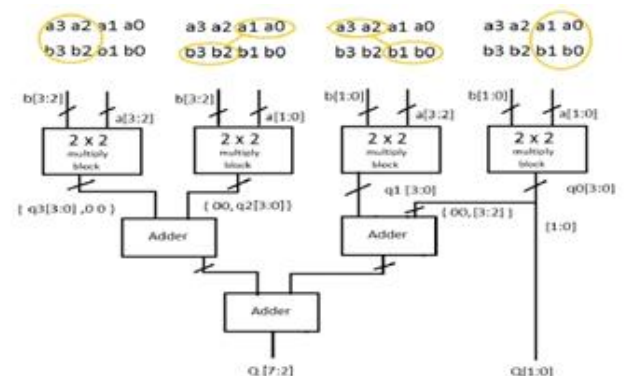 a3 a2 a1 a0 a3 a2 a1 a0 a3 a2 a1 a0 a3 a2 a1 a0
b3 b2 b1 b0 b3 b2 b1 b0 b3 b2 b1 b0 b3 b2 b1 b0
b[3:2] a[3:2] b[3:2] a[1:0] b[1:0] a[3:2] b[1:0] a[1:0]
2 x 2 2 x 2 2 x 2 2 x 2
multiply multiply multiply multiply
block block block block
{ q3[3:0] ,0 0 } { 00, q2[3:0] } q1 [3:0] q0[3:0]
{ 00, [3:2] }
Adder Adder [1:0]
Adder
Q [7:2] Q[1:0]